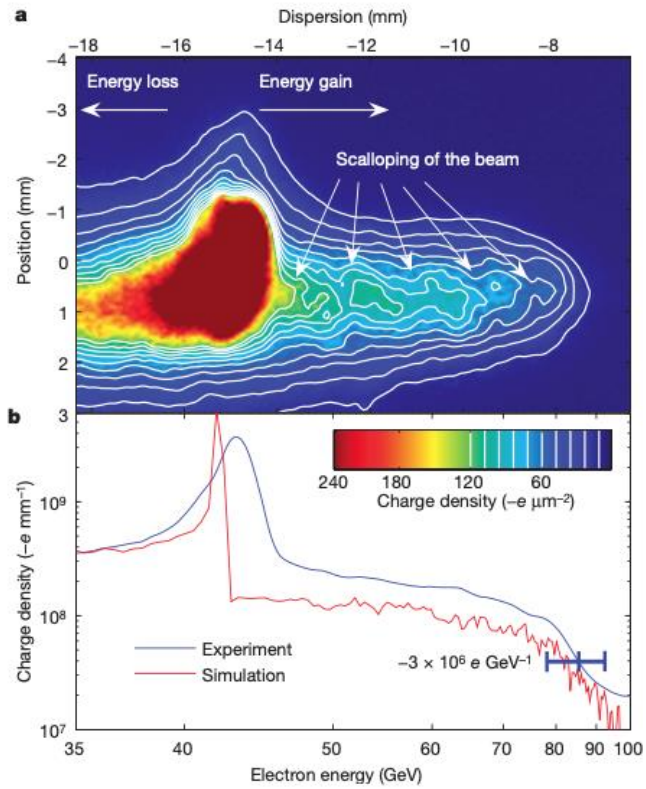 a
Dispersion (mm)
−18 −16 −14 −12 −10 −8
−4
Energy loss Energy gain
−3
−2
Scalloping of the beam
−1
Position (mm)
0
1
2
b
3
240 180 120 60
Charge density (−e μm⁻²)
10⁹
Charge density (−e mm⁻¹)
10⁸
Experiment
−3 × 10⁶ e GeV⁻¹
Simulation
10⁷
35 40 50 60 70 80 90 100
Electron energy (GeV)